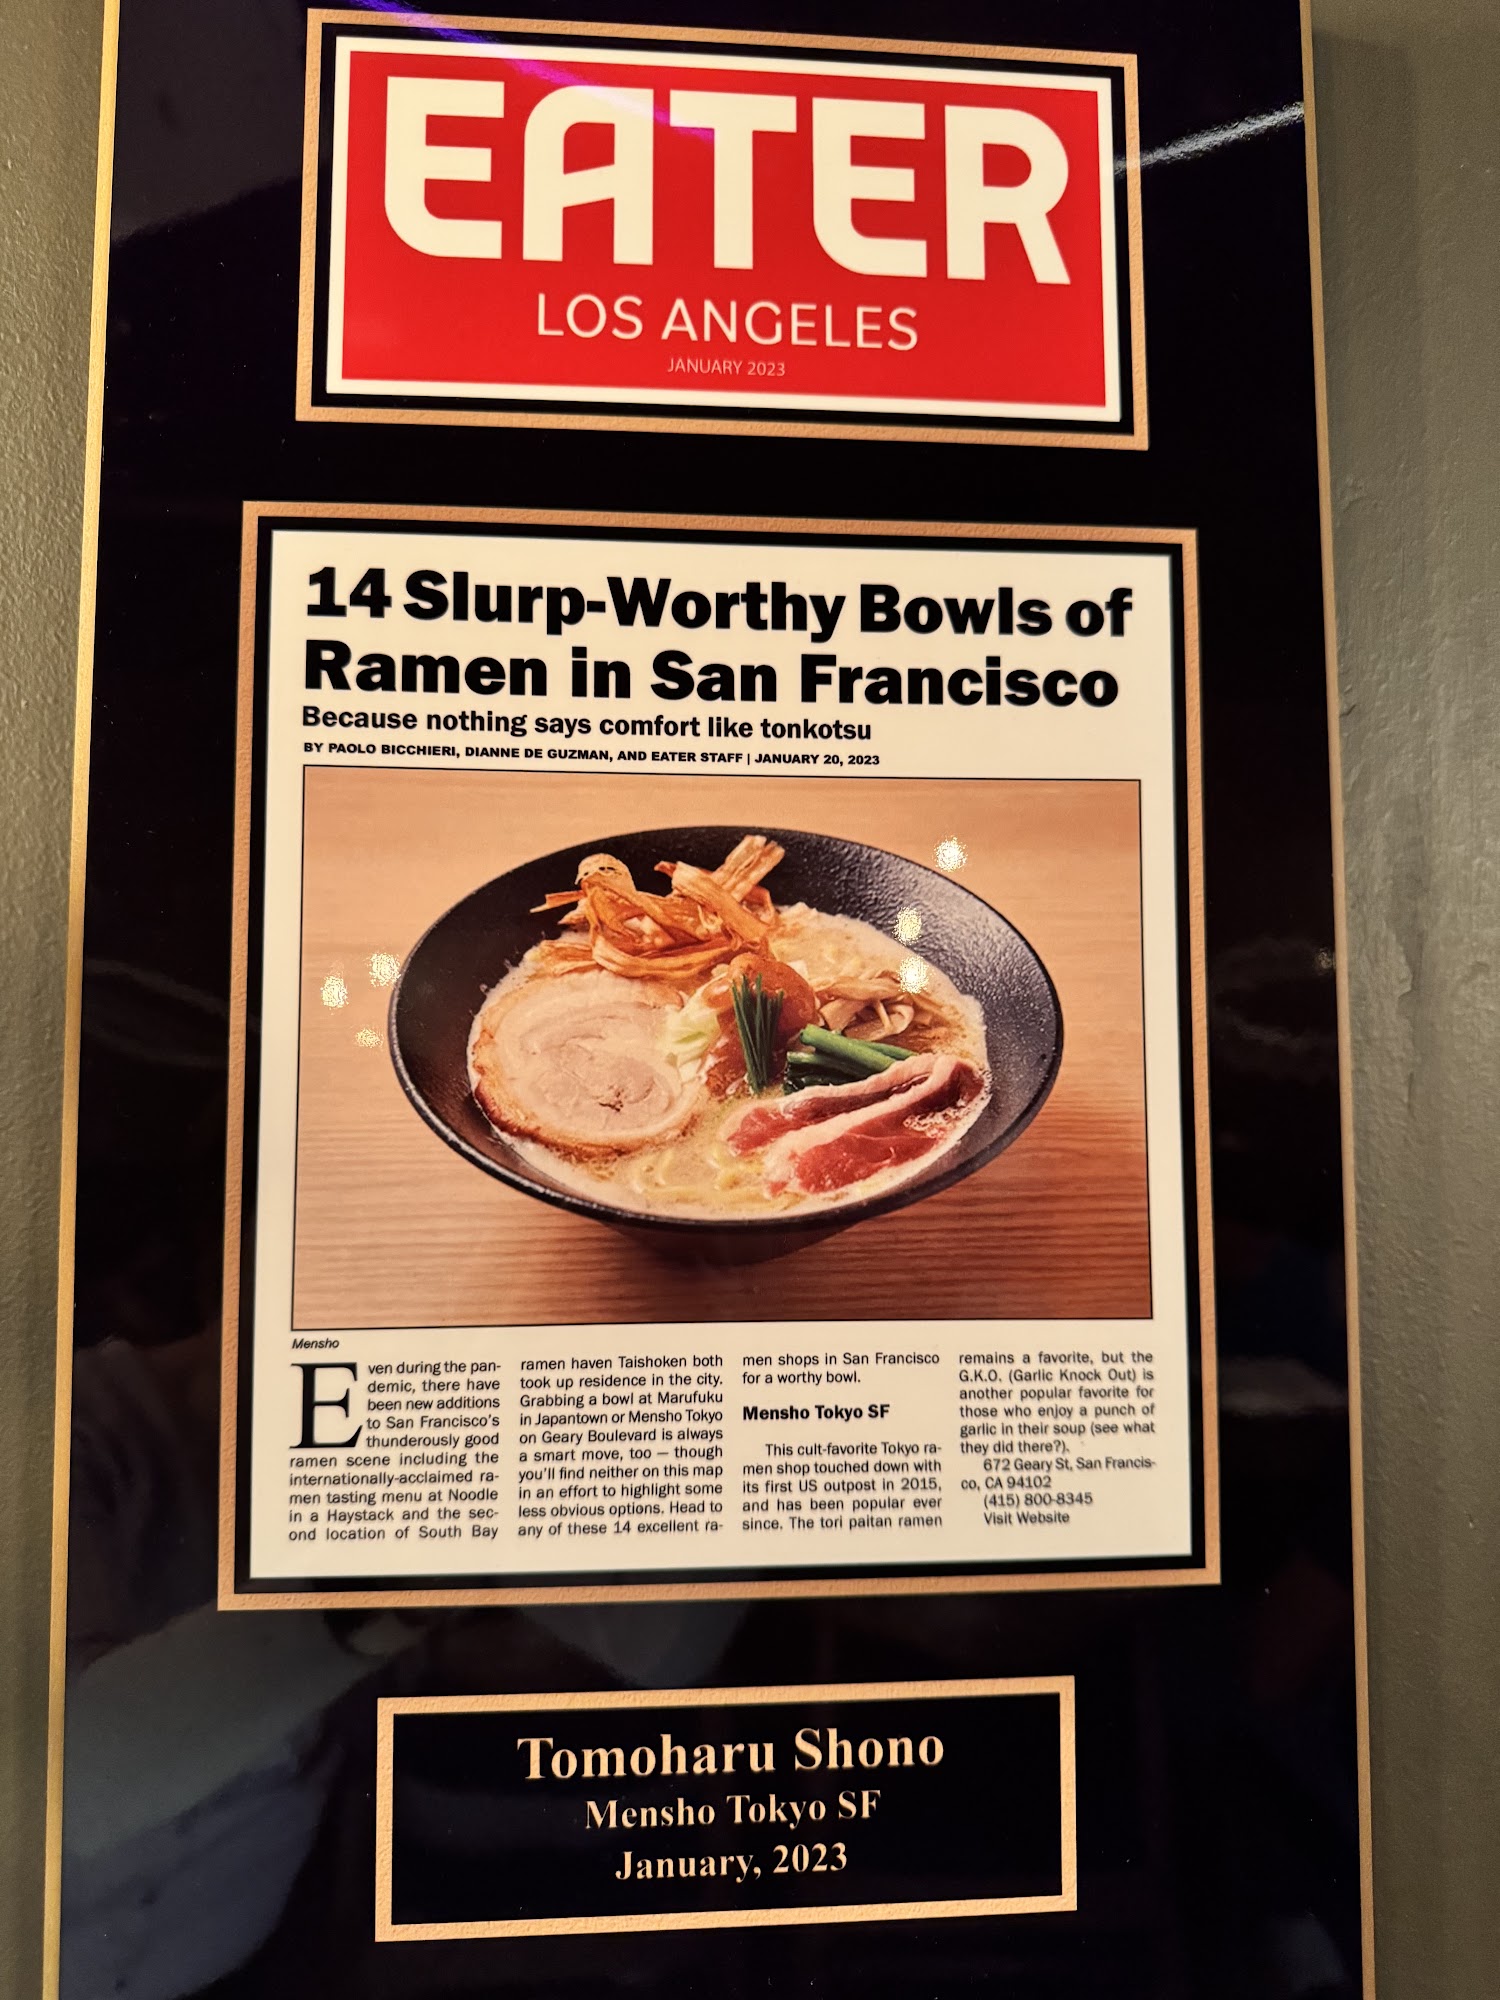 EATER
LOS ANGELES
JANUARY 2023
14 Slurp-Worthy Bowls of
Ramen in San Francisco
Because nothing says comfort like tonkotsu
BY PAOLO BICCHIERI, DIANNE DE GUZMAN, AND EATER STAFF | JANUARY 20, 2023
Mensho
Even during the pan-
demic, there have
been new additions
to San Francisco's
thunderously good
ramen scene including the
internationally-acclaimed ra-
men tasting menu at Noodle
in a Haystack and the sec-
ond location of South Bay
ramen haven Taishoken both
took up residence in the city.
Grabbing a bowl at Marufuku
in Japantown or Mensho Tokyo
on Geary Boulevard is always
a smart move, too — though
you'll find neither on this map
in an effort to highlight some
less obvious options. Head to
any of these 14 excellent ra-
men shops in San Francisco
for a worthy bowl.
Mensho Tokyo SF
This cult-favorite Tokyo ra-
men shop touched down with
its first US outpost in 2015,
and has been popular ever
since. The tori paitan ramen
remains a favorite, but the
G.K.O. (Garlic Knock Out) is
another popular favorite for
those who enjoy a punch of
garlic in their soup (see what
they did there?).
672 Geary St, San Francis-
co, CA 94102
(415) 800-8345
Visit Website
Tomoharu Shono
Mensho Tokyo SF
January, 2023